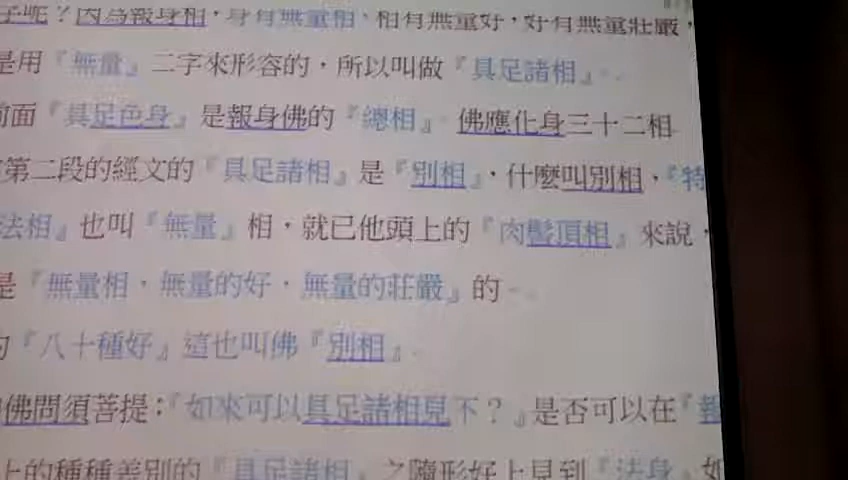 子呢？因為報身相，身有無量相，相有無量好，好有無量莊嚴，
是用『無量』二字來形容的，所以叫做『具足諸相』。
前面『具足色身』是報身佛的『總相』 佛應化身三十二相
第二段的經文的『具足諸相』是『別相』，什麼叫別相，『特
法相』也叫『無量』相，就已他頭上的『肉髻頂相』來說，
是『無量相，無量的好，無量的莊嚴』的
的『八十種好』這也叫佛『別相』。
佛問須菩提：『如來可以具足諸相見不？』是否可以在『報
上的種種差別的『具足諸相』之隨形好上見到『法身』如